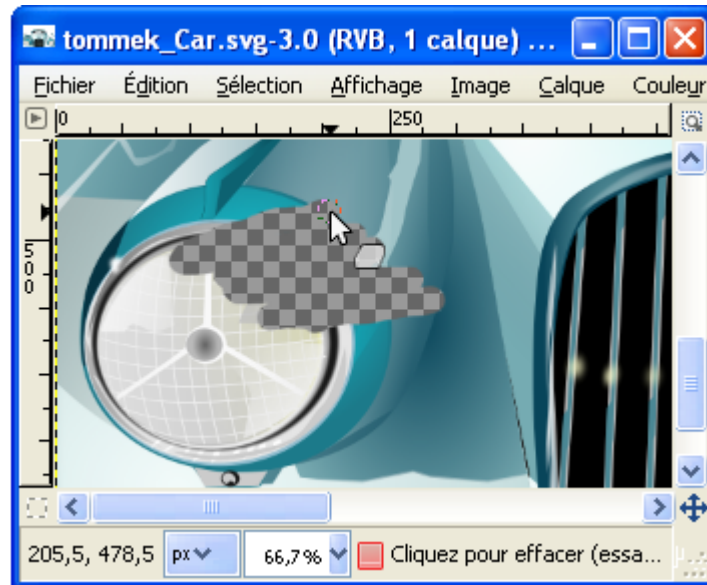 tommek_Car.svg-3.0 (RVB, 1 calque) ...
Fichier Édition Sélection Affichage Image Calque Couleur
0 250
500
205,5, 478,5 px 66,7% Cliquez pour effacer (essa...